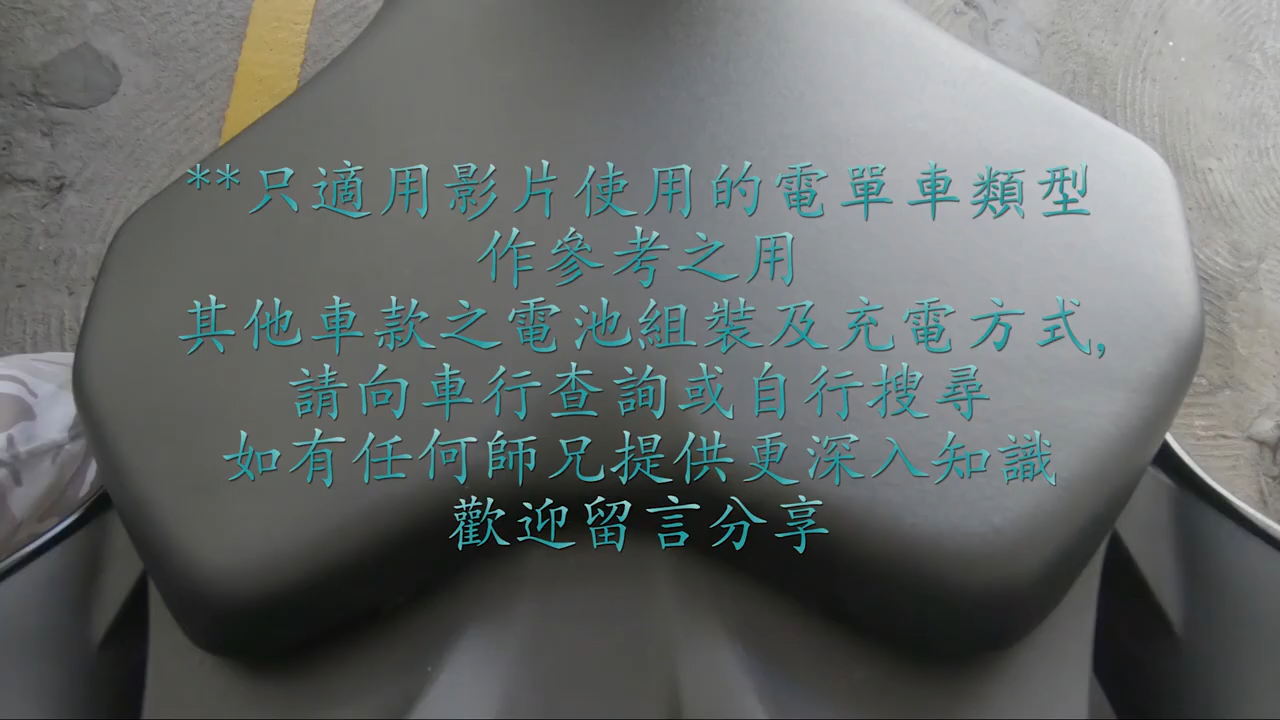 **只適用影片使用的電單車類型
作參考之用
其他車款之電池組裝及充電方式,
請向車行查詢或自行搜尋
如有任何師兄提供更深入知識
歡迎留言分享